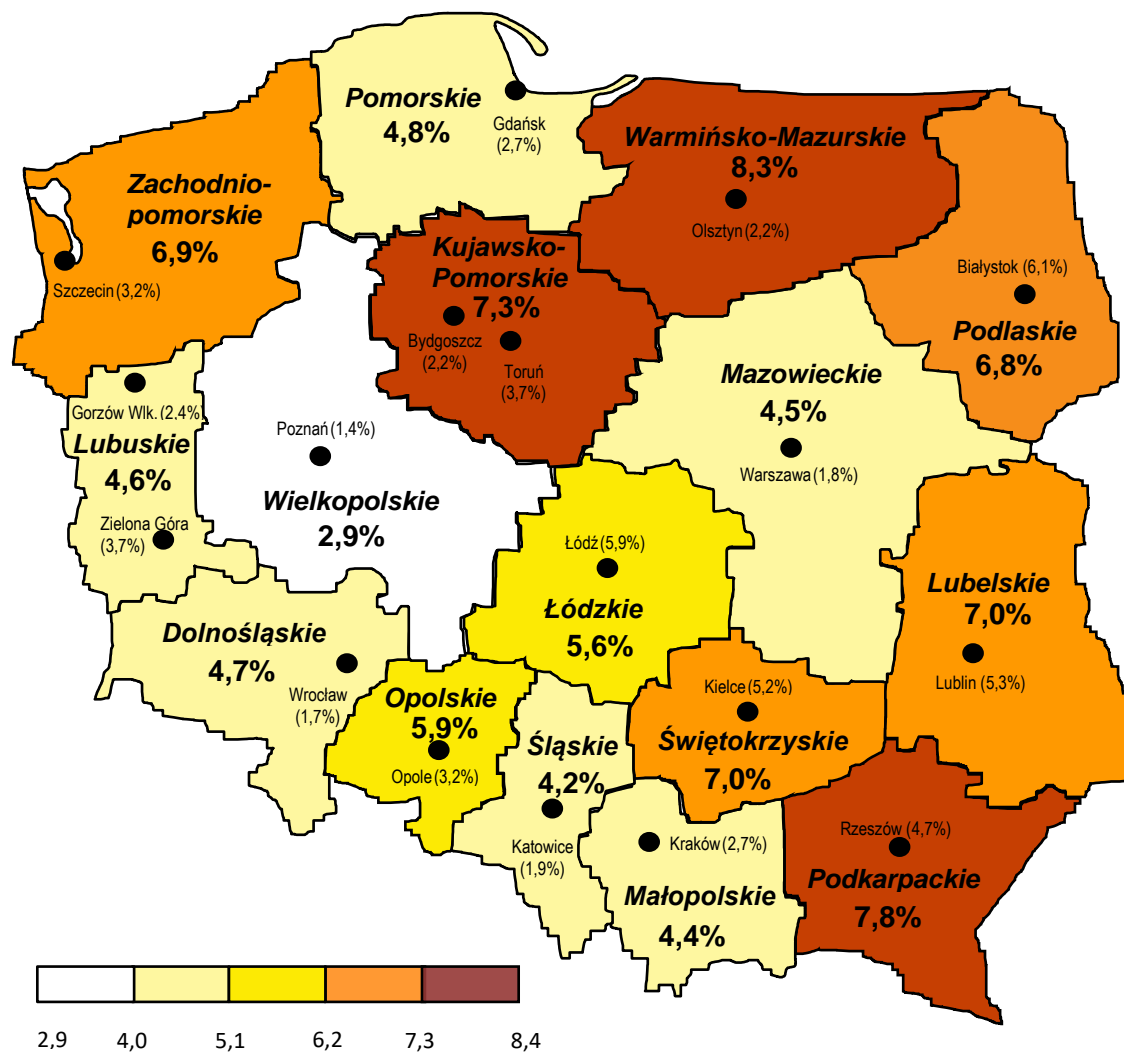 Pomorskie
4,8%
Gdańsk
(2,7%)
Warmińsko-Mazurskie
8,3%
Olsztyn (2,2%)
Zachodnio-
pomorskie
6,9%
Szczecin (3,2%)
Kujawsko-
Pomorskie
7,3%
Bydgoszcz
(2,2%)
Toruń
(3,7%)
Białystok (6,1%)
Podlaskie
6,8%
Mazowieckie
4,5%
Warszawa (1,8%)
Gorzów Wlk. (2,4%)
Lubuskie
4,6%
Zielona Góra
(3,7%)
Poznań (1,4%)
Wielkopolskie
2,9%
Łódź (5,9%)
Łódzkie
5,6%
Lubelskie
7,0%
Lublin (5,3%)
Dolnośląskie
4,7%
Wrocław
(1,7%)
Opolskie
5,9%
Opole (3,2%)
Śląskie
4,2%
Katowice
(1,9%)
Kielce (5,2%)
Świętokrzyskie
7,0%
Kraków (2,7%)
Małopolskie
4,4%
Rzeszów (4,7%)
Podkarpackie
7,8%
2,9 4,0 5,1 6,2 7,3 8,4